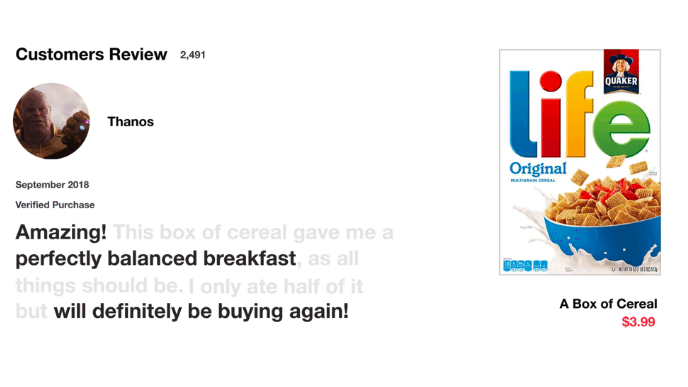 Customers Review 2,491
Thanos
September 2018
Verified Purchase
Amazing! This box of cereal gave me a
perfectly balanced breakfast, as all
things should be. I only ate half of it
but will definitely be buying again!
QUAKER
life
Original
MULTIGRAIN CEREAL
A Box of Cereal
$3.99